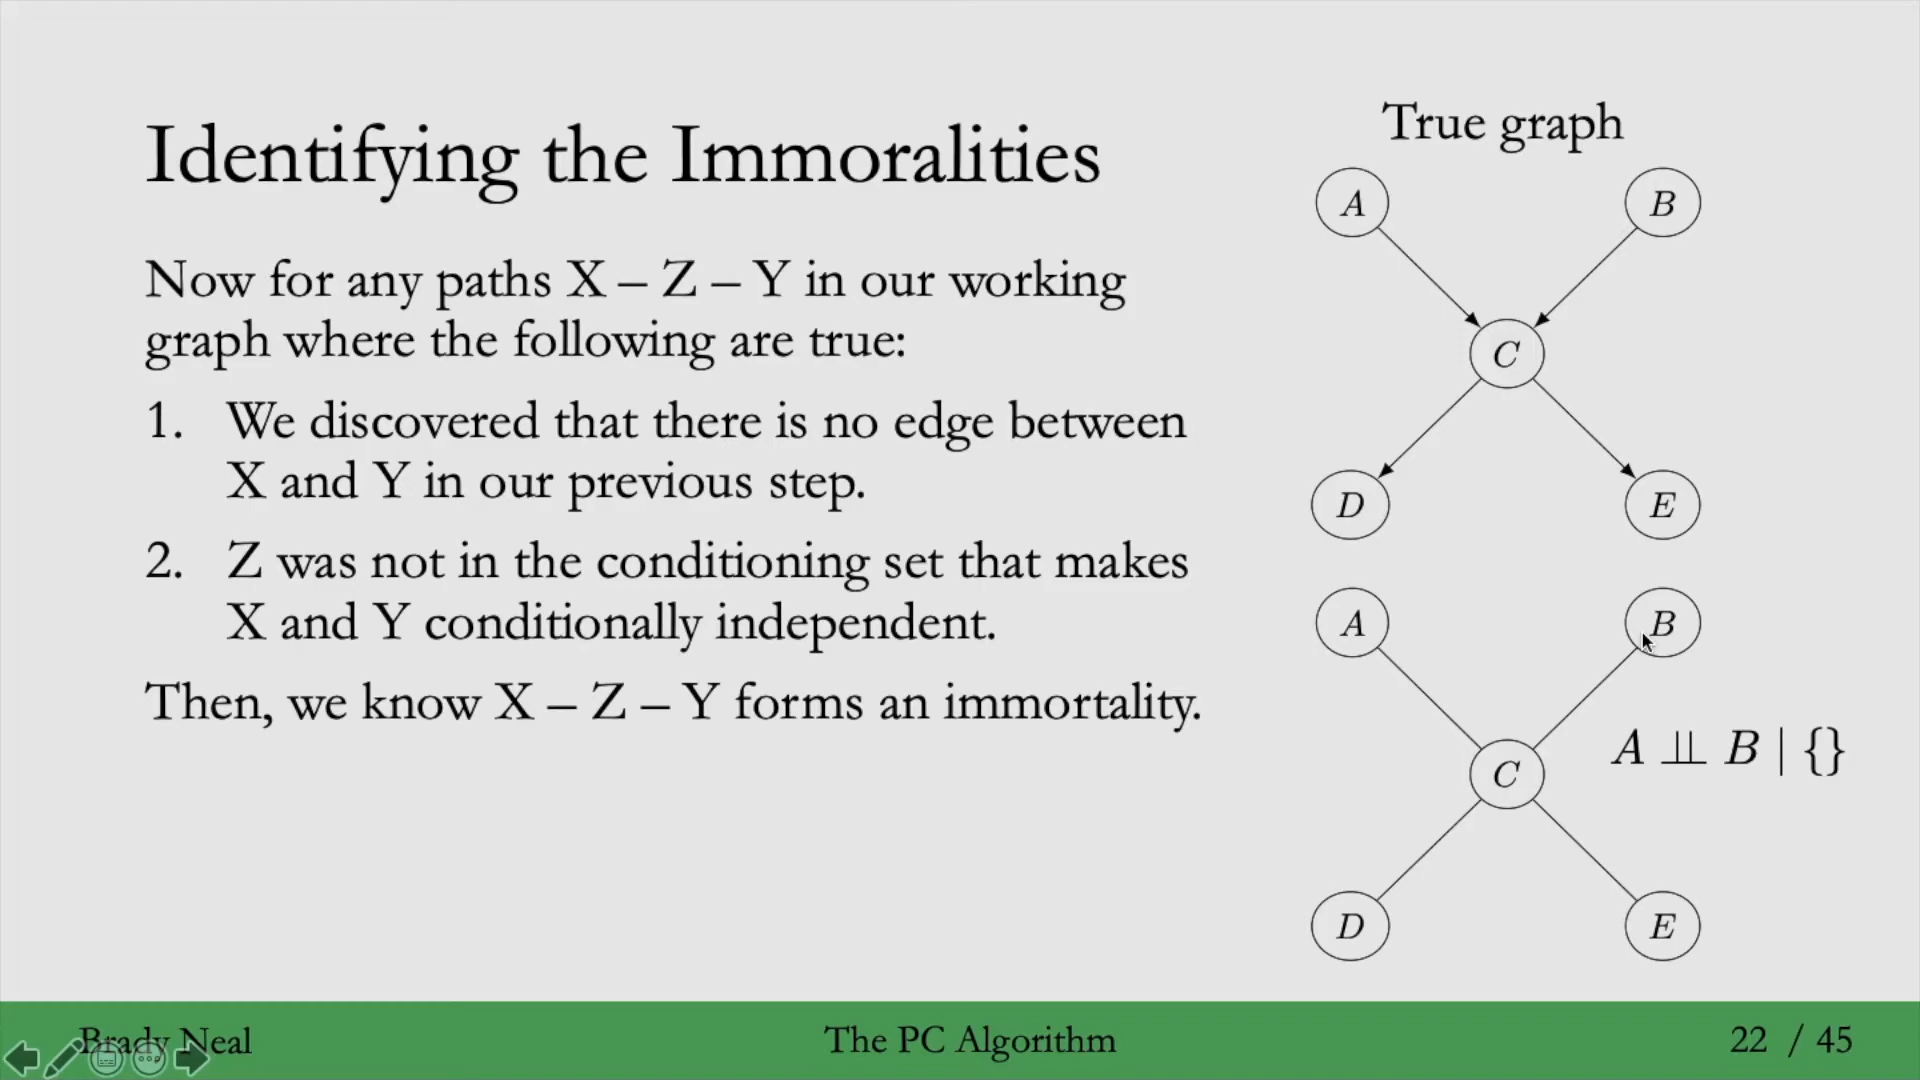 Identifying the Immoralities
Now for any paths X – Z – Y in our working
graph where the following are true:
1. We discovered that there is no edge between
X and Y in our previous step.
2. Z was not in the conditioning set that makes
X and Y conditionally independent.
Then, we know X – Z – Y forms an immortality.
True graph
A B
C
D E
A B
C
A ⫫ B | {}
D E
Brady Neal
The PC Algorithm
22 / 45